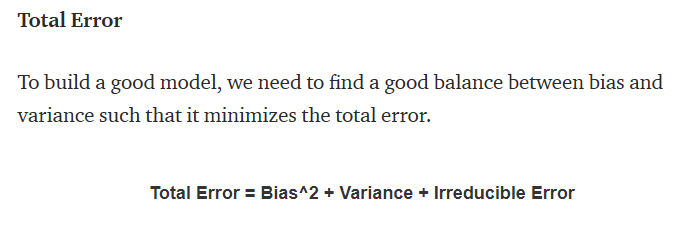 Total Error
To build a good model, we need to find a good balance between bias and
variance such that it minimizes the total error.
Total Error = Bias^2 + Variance + Irreducible Error